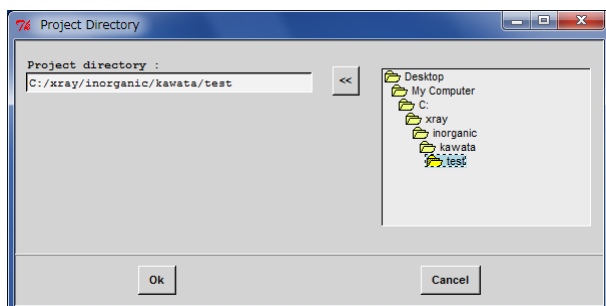 Project Directory
Project directory :
C:/xray/inorganic/kawata/test
<<
Desktop
My Computer
C:
xray
inorganic
kawata
test
Ok
Cancel